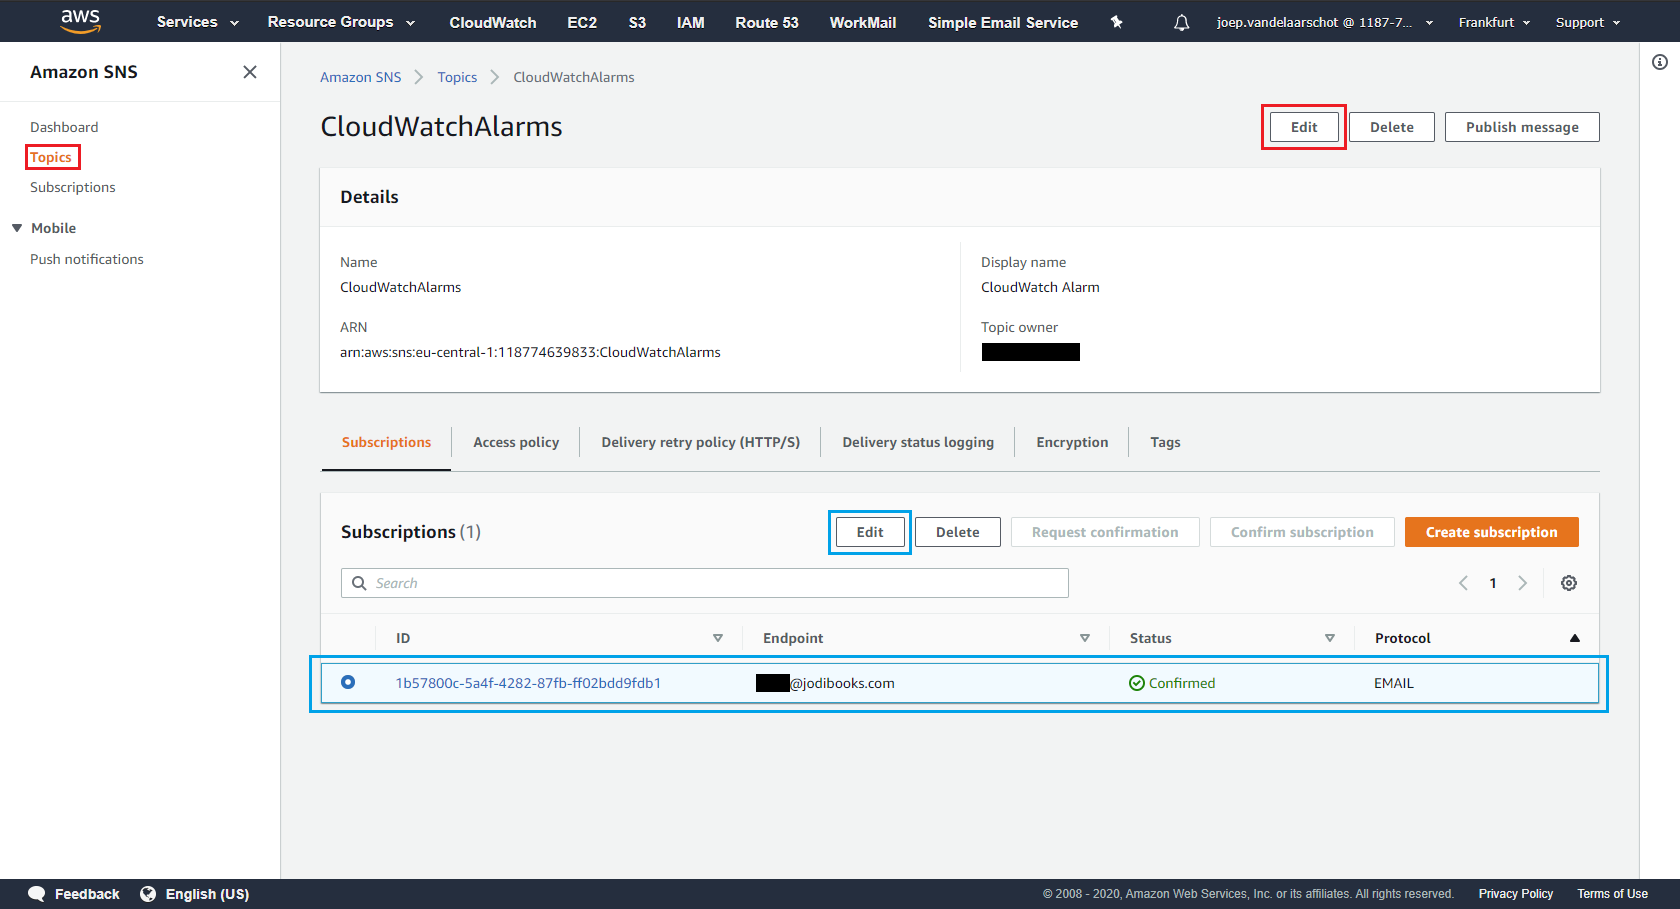 aws Services Resource Groups CloudWatch EC2 S3 IAM Route 53 WorkMail Simple Email Service joep.vandelaarschot @ 1187-7... Frankfurt Support
Amazon SNS
Dashboard
Topics
Subscriptions
Mobile
Push notifications
Amazon SNS Topics CloudWatchAlarms
CloudWatchAlarms
Edit Delete Publish message
Details
Name
CloudWatchAlarms
ARN
arn:aws:sns:eu-central-1:118774639833:CloudWatchAlarms
Display name
CloudWatch Alarm
Topic owner
Subscriptions Access policy Delivery retry policy (HTTP/S) Delivery status logging Encryption Tags
Subscriptions (1) Edit Delete Request confirmation Confirm subscription Create subscription
Search 1
ID Endpoint Status Protocol
1b57800c-5a4f-4282-87fb-ff02bdd9fdb1 @jodibooks.com Confirmed EMAIL
Feedback English (US) © 2008 - 2020, Amazon Web Services, Inc. or its affiliates. All rights reserved. Privacy Policy Terms of Use